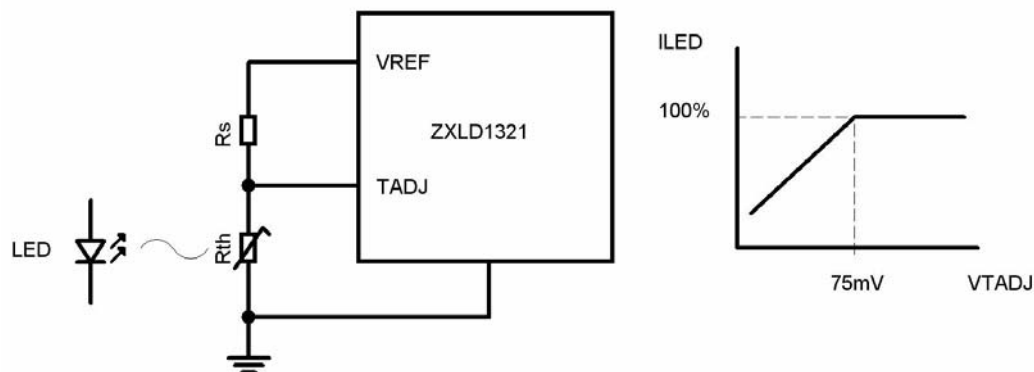 VREF
ZXLD1321
Rs
TADJ
LED
Rth
ILED
100%
75mV
VTADJ